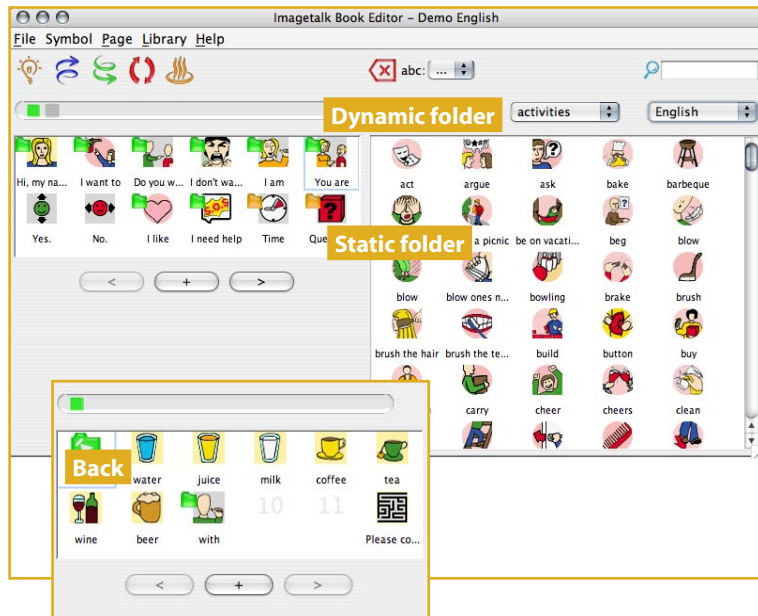 Imagetalk Book Editor – Demo English
File Symbol Page Library Help
abc: ...
Dynamic folder
activities English
Hi, my na... I want to Do you w... I don't wa... I am You are
Yes. No. I like I need help Time Que
< + >
act argue ask bake barbeque
Static folder
a picnic be on vacati... beg blow
blow blow ones n... bowling brake brush
brush the hair brush the te... build button buy
carry cheer cheers clean
Back
water juice milk coffee tea
10 11
wine beer with Please co...
< + >